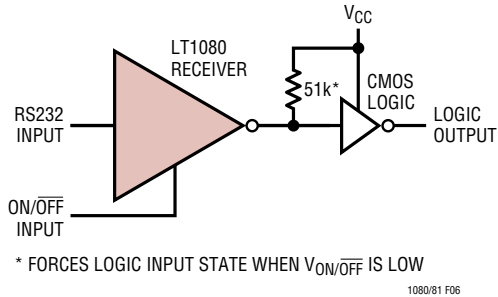 VCC
LT1080
RECEIVER
51k*
CMOS
LOGIC
RS232
INPUT
LOGIC
OUTPUT
ON/OFF
INPUT
* FORCES LOGIC INPUT STATE WHEN VON/OFF IS LOW
1080/81 F06